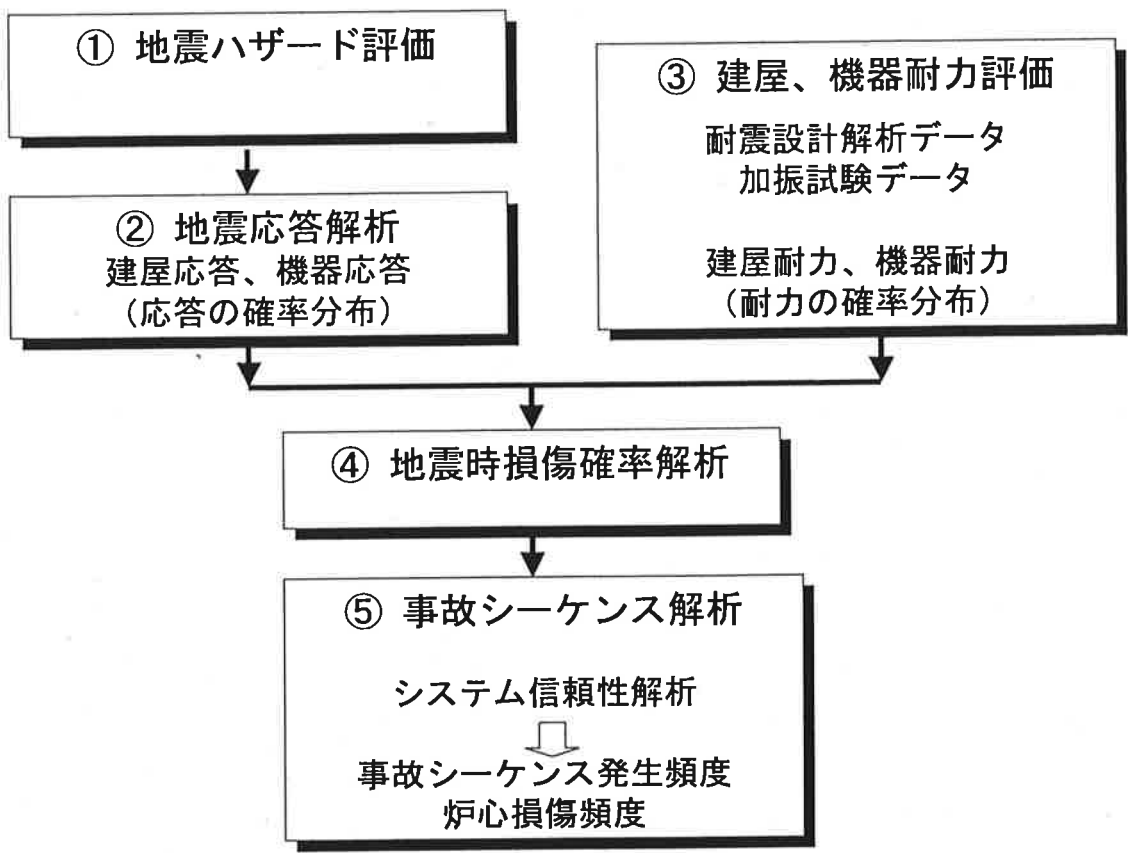 ① 地震ハザード評価
② 地震応答解析
建屋応答、機器応答
（応答の確率分布）
③ 建屋、機器耐力評価
耐震設計解析データ
加振試験データ
建屋耐力、機器耐力
（耐力の確率分布）
④ 地震時損傷確率解析
⑤ 事故シーケンス解析
システム信頼性解析
事故シーケンス発生頻度
炉心損傷頻度